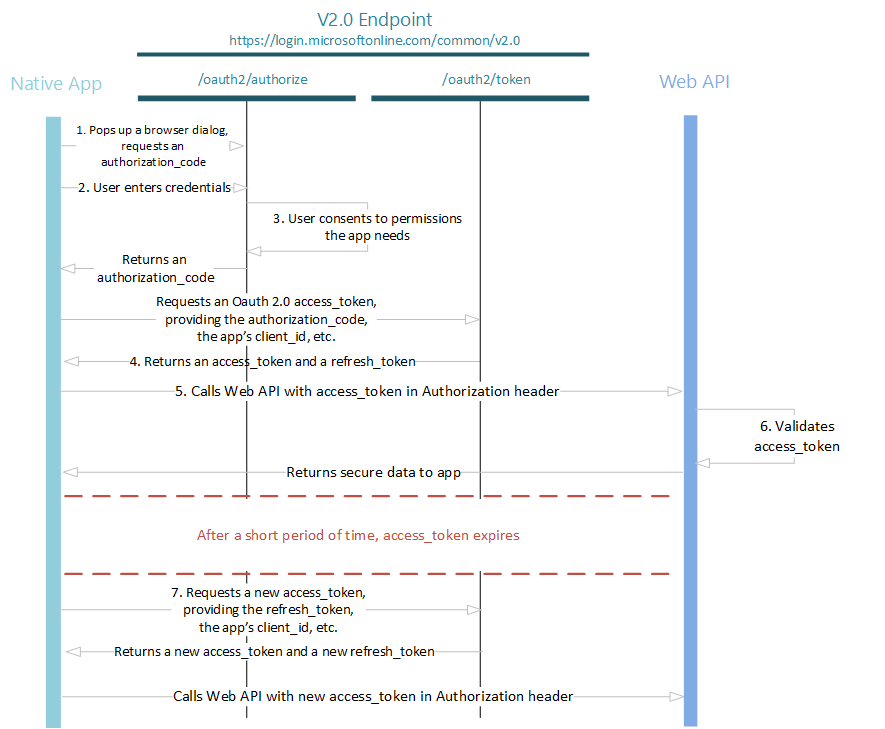 V2.0 Endpoint
https://login.microsoftonline.com/common/v2.0
/oauth2/authorize
/oauth2/token
Native App
Web API
1. Pops up a browser dialog,
requests an
authorization_code
2. User enters credentials
3. User consents to permissions
the app needs
Returns an
authorization_code
Requests an Oauth 2.0 access_token,
providing the authorization_code,
the app's client_id, etc.
4. Returns an access_token and a refresh_token
5. Calls Web API with access_token in Authorization header
6. Validates
access_token
Returns secure data to app
After a short period of time, access_token expires
7. Requests a new access_token,
providing the refresh_token,
the app's client_id, etc.
Returns a new access_token and a new refresh_token
Calls Web API with new access_token in Authorization header